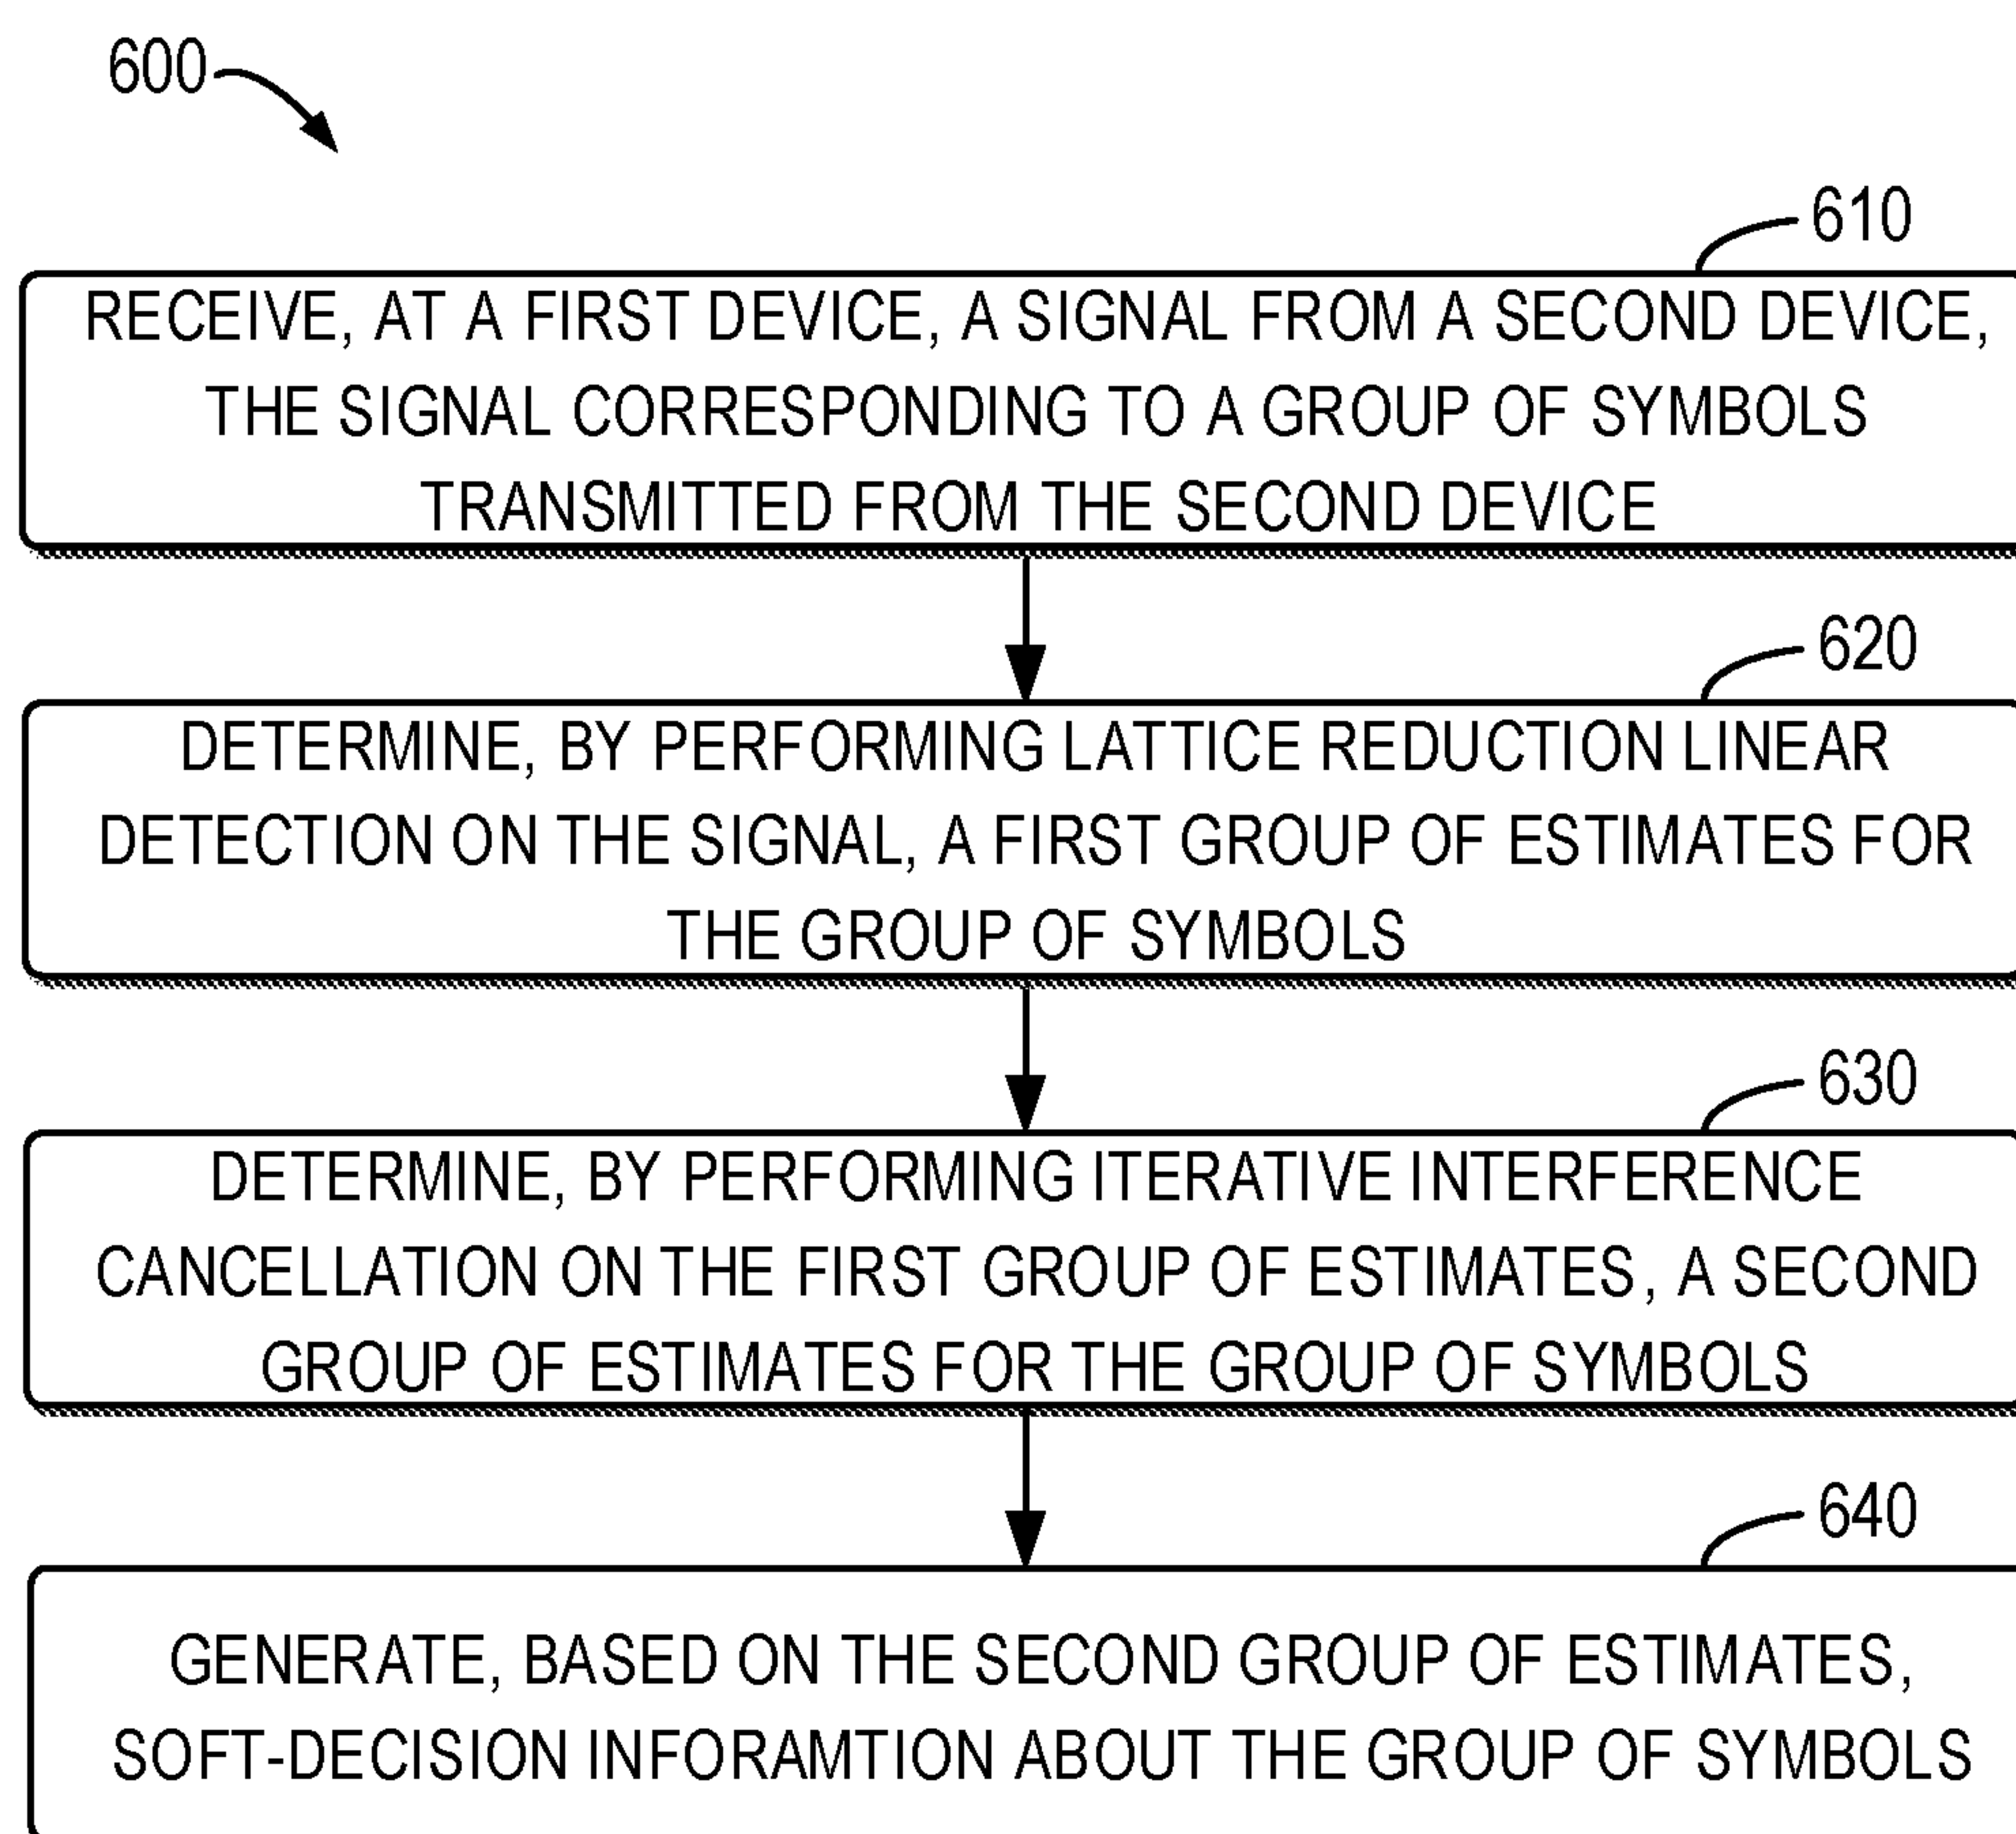 600
610
RECEIVE, AT A FIRST DEVICE, A SIGNAL FROM A SECOND DEVICE,
THE SIGNAL CORRESPONDING TO A GROUP OF SYMBOLS
TRANSMITTED FROM THE SECOND DEVICE
620
DETERMINE, BY PERFORMING LATTICE REDUCTION LINEAR
DETECTION ON THE SIGNAL, A FIRST GROUP OF ESTIMATES FOR
THE GROUP OF SYMBOLS
630
DETERMINE, BY PERFORMING ITERATIVE INTERFERENCE
CANCELLATION ON THE FIRST GROUP OF ESTIMATES, A SECOND
GROUP OF ESTIMATES FOR THE GROUP OF SYMBOLS
640
GENERATE, BASED ON THE SECOND GROUP OF ESTIMATES,
SOFT-DECISION INFORAMTION ABOUT THE GROUP OF SYMBOLS